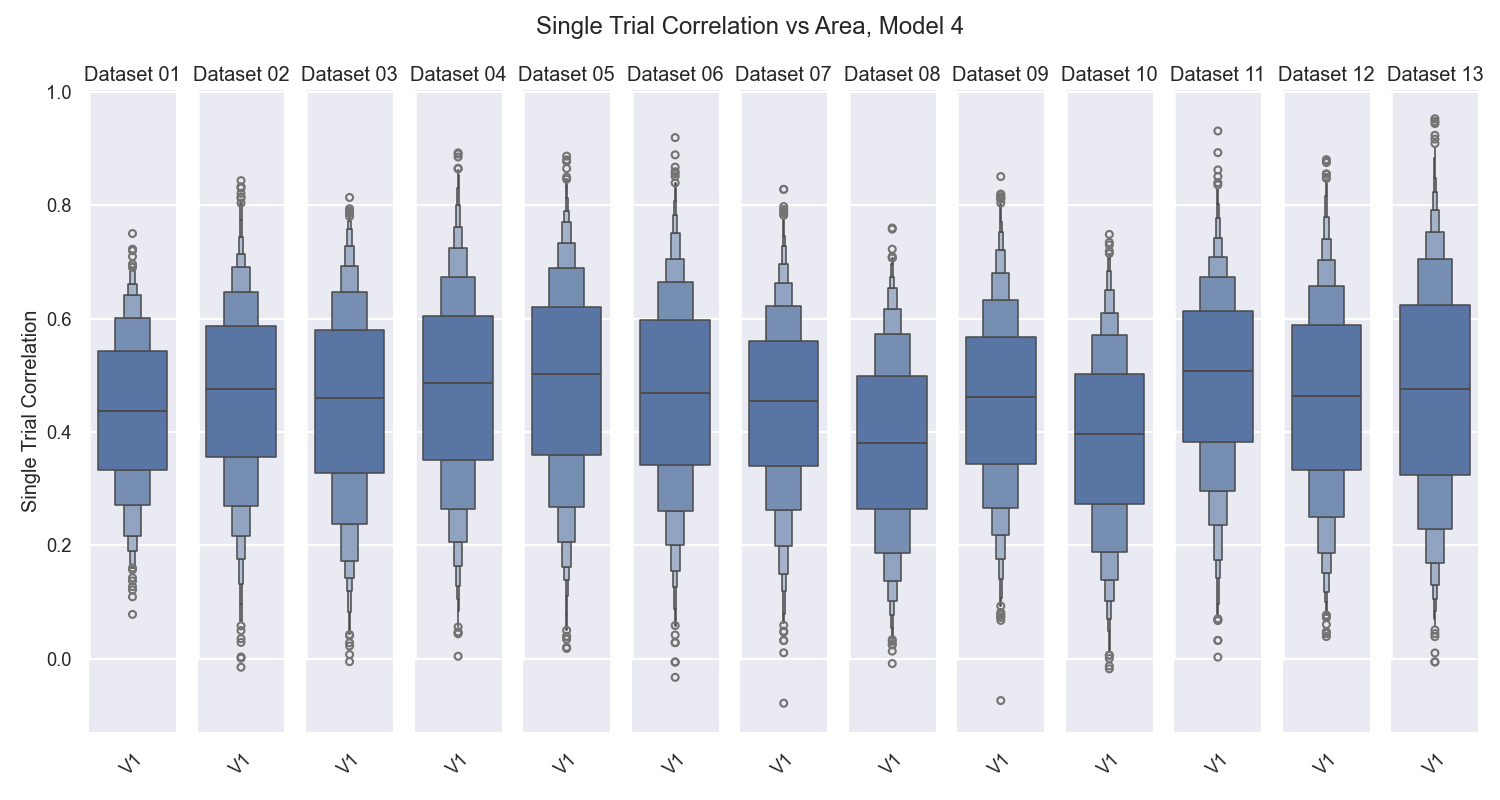 Single Trial Correlation vs Area, Model 4
Dataset 01 Dataset 02 Dataset 03 Dataset 04 Dataset 05 Dataset 06 Dataset 07 Dataset 08 Dataset 09 Dataset 10 Dataset 11 Dataset 12 Dataset 13
1.0
0.8
0.6
0.4
0.2
0.0
Single Trial Correlation
V1 V1 V1 V1 V1 V1 V1 V1 V1 V1 V1 V1 V1